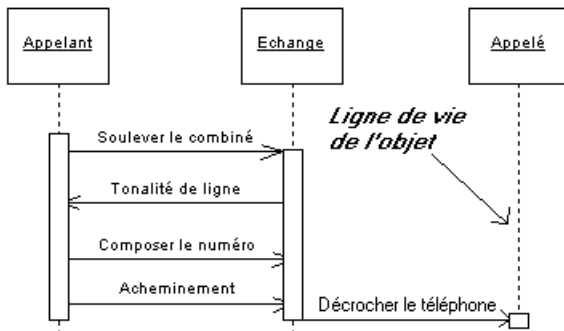 Appelant
Echange
Appelé
Ligne de vie
de l'objet
Soulever le combiné
Tonalité de ligne
Composer le numéro
Acheminement
Décrocher le téléphone